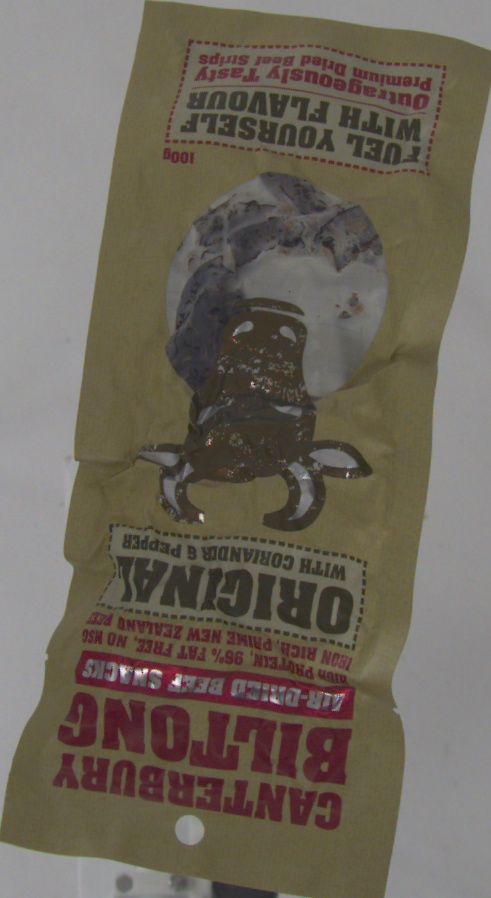 CANTERBURY
BILTONG
AIR-DRIED BEEF SNACKS
HIGH PROTEIN, 96% FAT FREE, NO MSG
IRON RICH, PRIME NEW ZEALAND BEEF
ORIGINAL
WITH CORIANDER & PEPPER
100g
FUEL YOURSELF
WITH FLAVOUR
Outrageously Tasty
Premium Dried Beef Strips